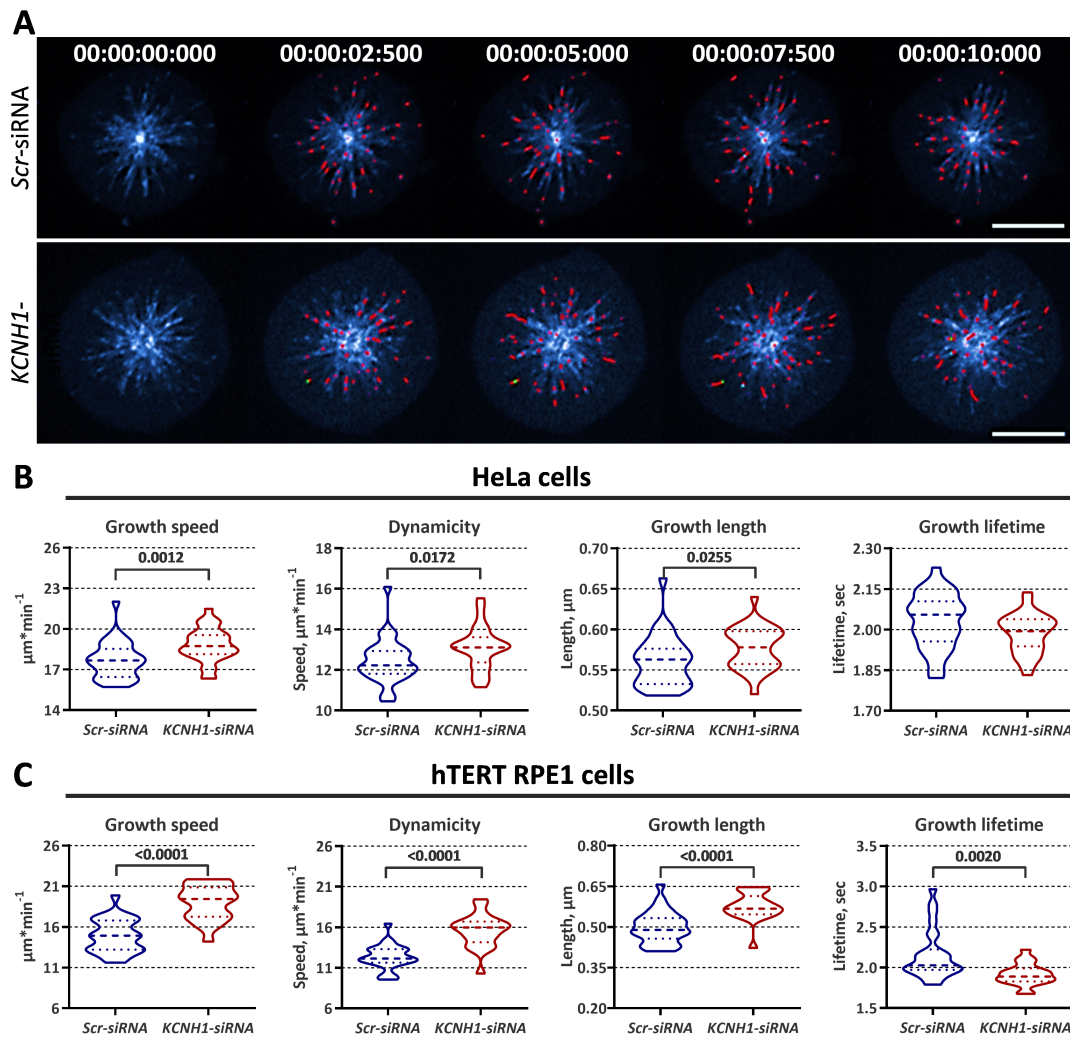 A
00:00:00:000 00:00:02:500 00:00:05:000 00:00:07:500 00:00:10:000
Scr-siRNA
KCNH1-
B
HeLa cells
Growth speed
26
23
20
17
14
µm*min⁻¹
0.0012
Scr-siRNA KCNH1-siRNA
Dynamicity
18
16
14
12
10
Speed, µm*min⁻¹
0.0172
Scr-siRNA KCNH1-siRNA
Growth length
0.70
0.65
0.60
0.55
0.50
Length, µm
0.0255
Scr-siRNA KCNH1-siRNA
Growth lifetime
2.30
2.15
2.00
1.85
1.70
Lifetime, sec
Scr-siRNA KCNH1-siRNA
C
hTERT RPE1 cells
Growth speed
26
21
16
11
6
µm*min⁻¹
<0.0001
Scr-siRNA KCNH1-siRNA
Dynamicity
26
21
16
11
6
Speed, µm*min⁻¹
<0.0001
Scr-siRNA KCNH1-siRNA
Growth length
0.80
0.65
0.50
0.35
0.20
Length, µm
<0.0001
Scr-siRNA KCNH1-siRNA
Growth lifetime
3.5
3.0
2.5
2.0
1.5
Lifetime, sec
0.0020
Scr-siRNA KCNH1-siRNA